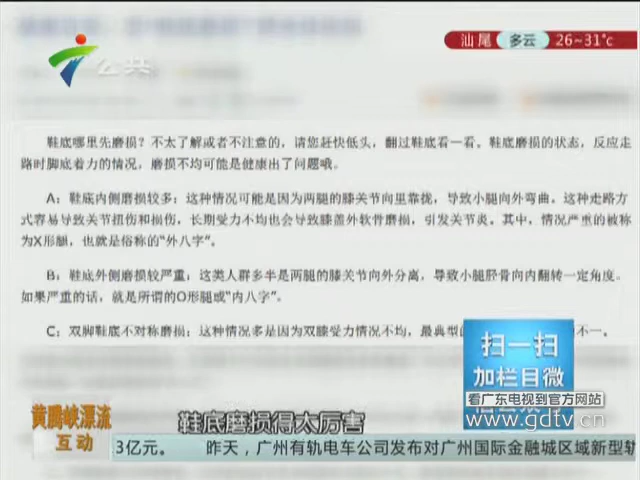 公共
汕尾 多云 26~31℃
鞋底哪里先磨损？不太了解或者不注意的，请您赶快低头，翻过鞋底看一看。鞋底磨损的状态，反应走
路时脚底着力的情况，磨损不均可能是健康出了问题哦。
A：鞋底内侧磨损较多：这种情况可能是因为两腿的膝关节向里靠拢，导致小腿向外弯曲。这种走路方
式容易导致关节扭伤和损伤，长期受力不均也会导致膝盖外软骨磨损，引发关节炎。其中，情况严重的被称
为X形腿，也就是俗称的“外八字”。
B：鞋底外侧磨损较严重：这类人群多半是两腿的膝关节向外分离，导致小腿胫骨向内翻转一定角度。
如果严重的话，就是所谓的O形腿或“内八字”。
C：双脚鞋底不对称磨损：这种情况多是因为双膝受力情况不均，最典型的 不一。
扫一扫
加栏目微
看广东电视到官方网站
www.gdtv.cn
黄腾峡漂流
互动
鞋底磨损得太厉害
3亿元。 昨天，广州有轨电车公司发布对广州国际金融城区域新型轨